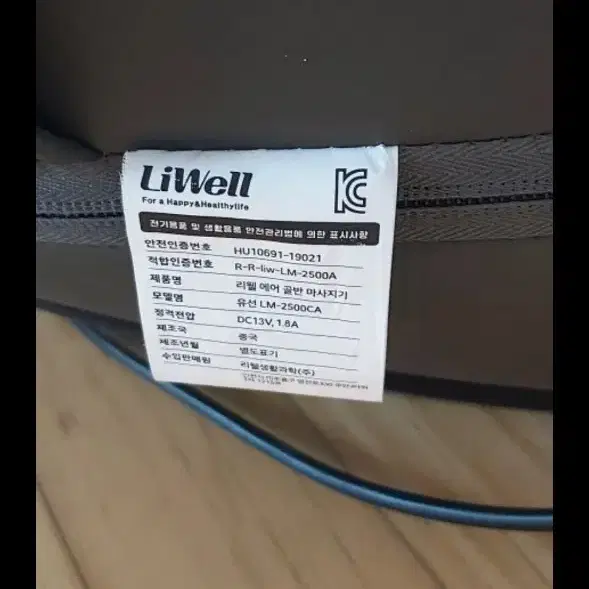 LiWell
For a Happy&Healthylife
전기용품 및 생활용품 안전관리법에 의한 표시사항
안전인증번호 HU10691-19021
적합인증번호 R-R-liw-LM-2500A
제품명 리웰 에어 골반 마사지기
모델명 유선 LM-2500CA
정격전압 DC13V, 1.8A
제조국 중국
제조년월 별도표기
수입판매원 리웰생활과학(주)